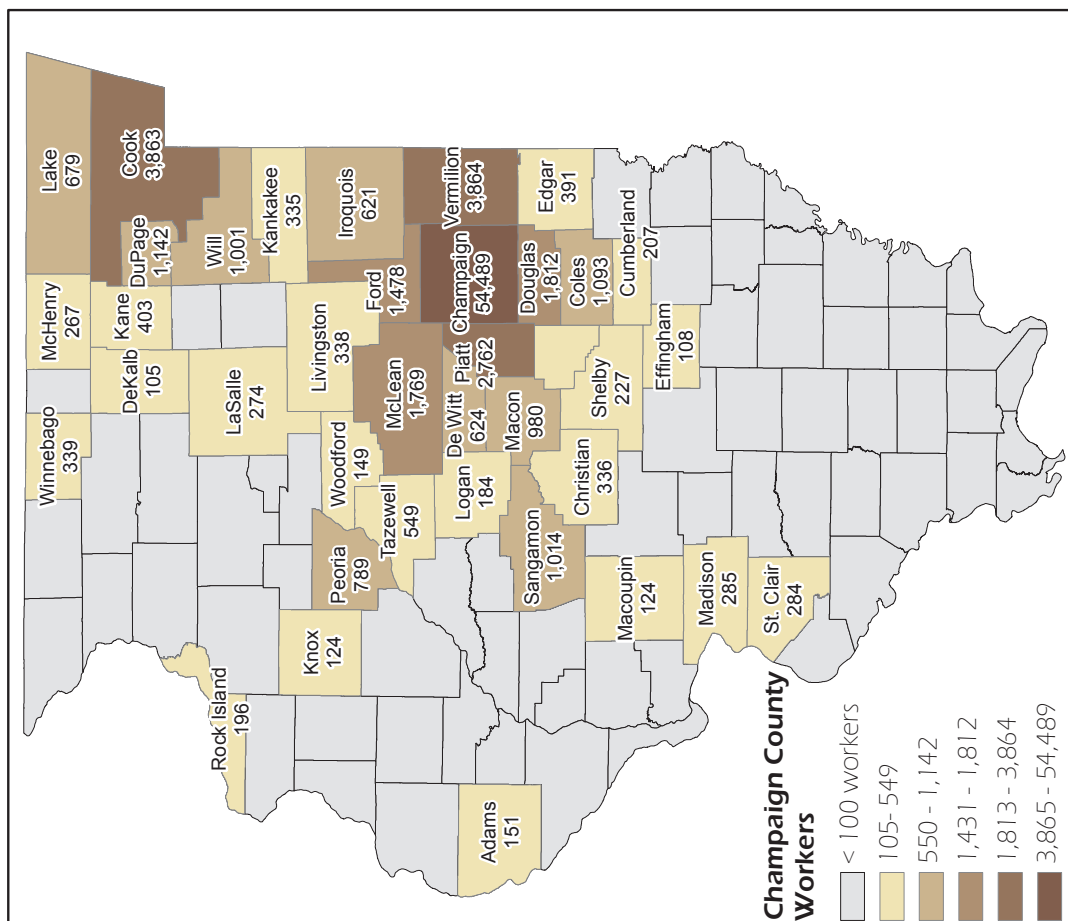 Lake
679
Cook
3,863
McHenry
267
DuPage
1,142
Kane
403
Will
1,001
DeKalb
105
Winnebago
339
Kankakee
335
LaSalle
274
Iroquois
621
Livingston
338
Ford
1,478
Rock Island
196
Knox
124
Peoria
789
Woodford
149
Tazewell
549
McLean
1,769
Vermilion
3,864
Champaign
54,489
Piatt
2,762
De Witt
624
Logan
184
Macon
980
Douglas
1,812
Edgar
391
Coles
1,093
Adams
151
Sangamon
1,014
Christian
336
Shelby
227
Cumberland
207
Effingham
108
Macoupin
124
Madison
285
St. Clair
284
Champaign County
Workers
< 100 workers
105- 549
550 - 1,142
1,431 - 1,812
1,813 - 3,864
3,865 - 54,489